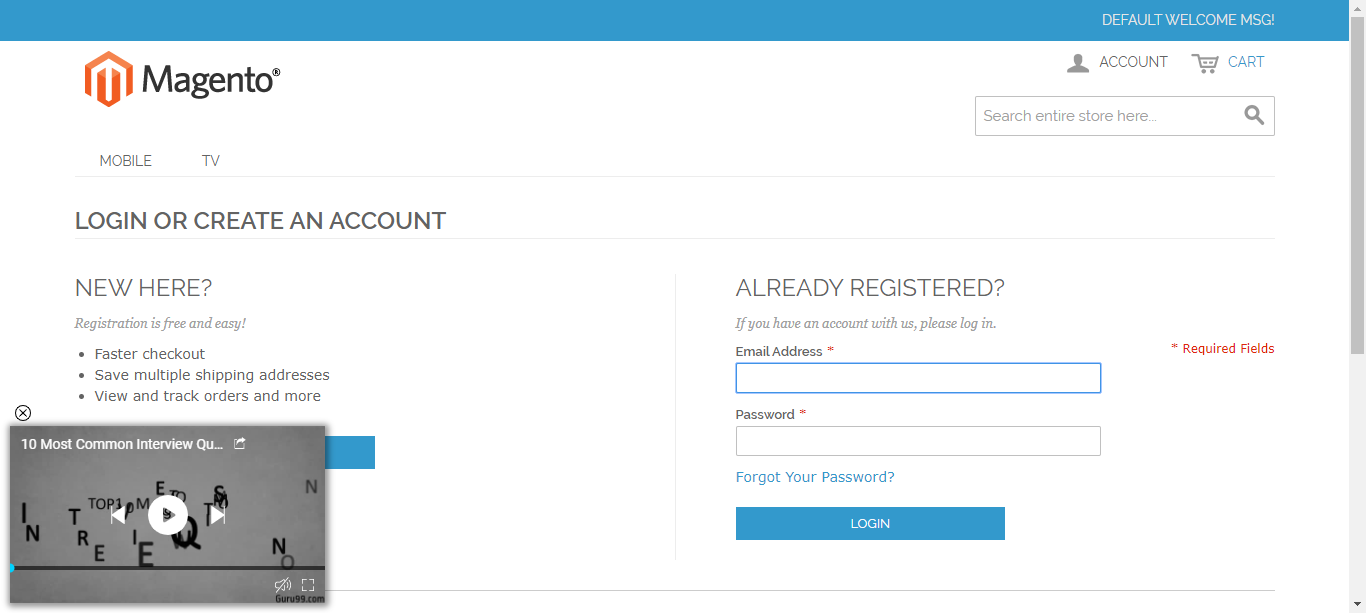 DEFAULT WELCOME MSG!
Magento®
ACCOUNT CART
Search entire store here...
MOBILE TV
LOGIN OR CREATE AN ACCOUNT
NEW HERE?
Registration is free and easy!
Faster checkout
Save multiple shipping addresses
View and track orders and more
ALREADY REGISTERED?
If you have an account with us, please log in.
* Required Fields
Email Address *
Password *
Forgot Your Password?
LOGIN
10 Most Common Interview Qu...
TOP10
Guru99.com